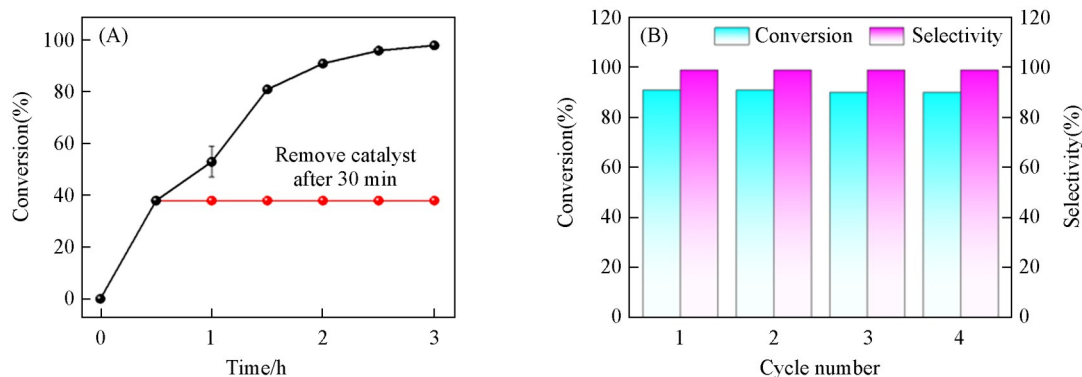 (A)
Conversion(%)
100
80
60
40
20
0
Remove catalyst
after 30 min
0 1 2 3
Time/h
(B)
Conversion Selectivity
Conversion(%)
120
100
80
60
40
20
0
120
100
80
60
40
20
0
Selectivity(%)
1 2 3 4
Cycle number